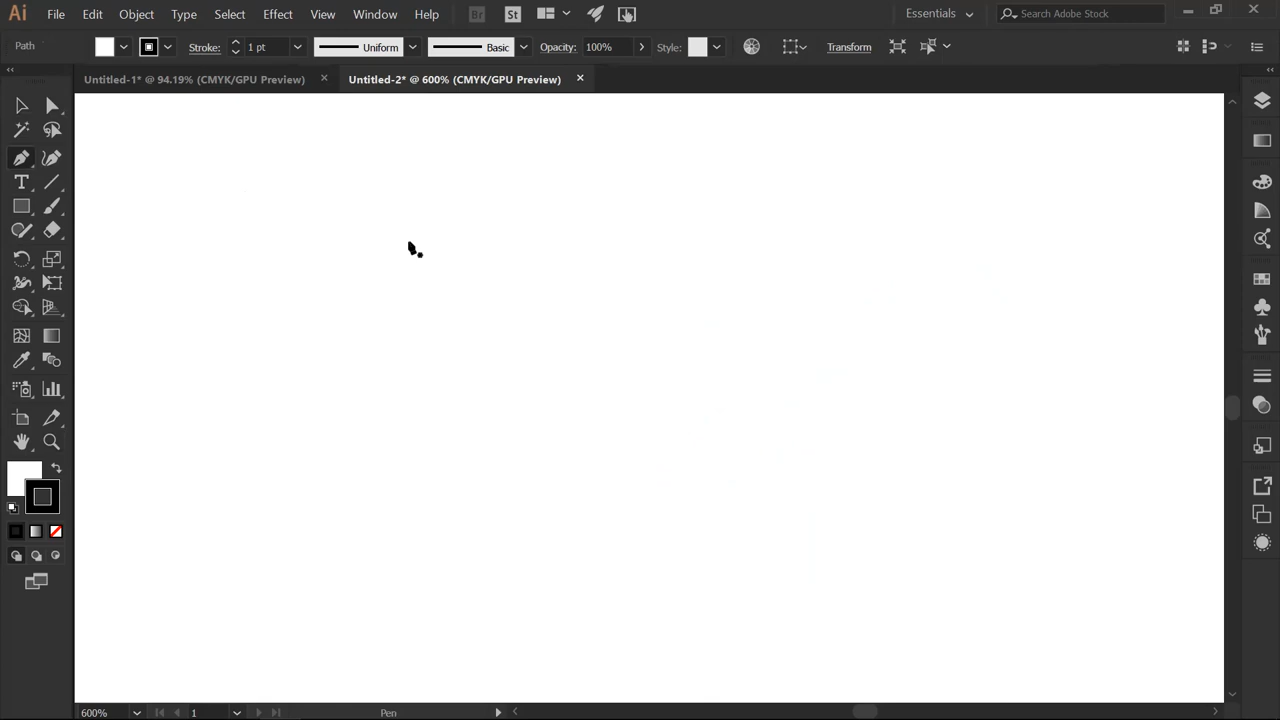 Ai File Edit Object Type Select Effect View Window Help Br St Essentials Search Adobe Stock
Path Stroke: 1 pt Uniform Basic Opacity: 100% Style: Transform
Untitled-1* @ 94.19% (CMYK/GPU Preview) × Untitled-2* @ 600% (CMYK/GPU Preview) ×
T
600% 1 Pen